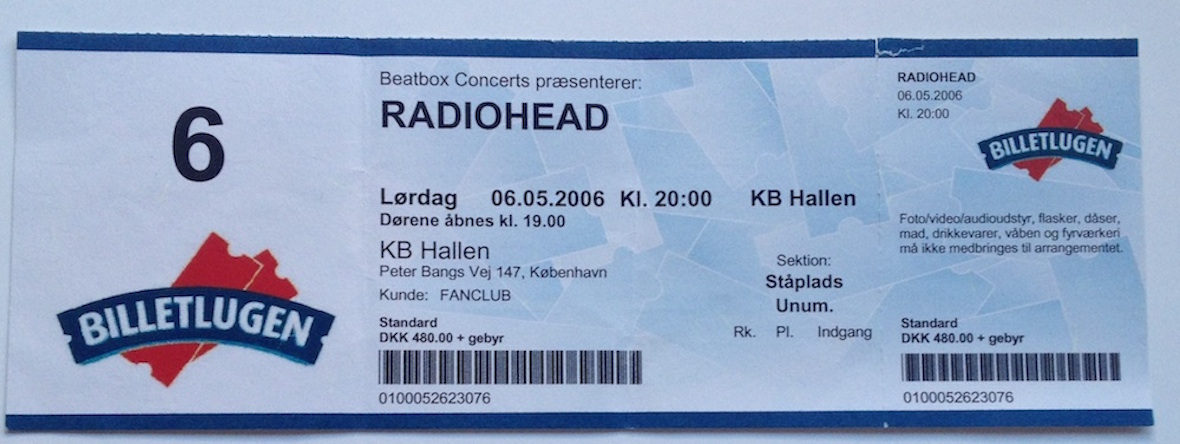 6
BILLETLUGEN
Beatbox Concerts præsenterer:
RADIOHEAD
Lørdag 06.05.2006 Kl. 20:00 KB Hallen
Dørene åbnes kl. 19.00
KB Hallen
Peter Bangs Vej 147, København
Kunde: FANCLUB
Standard
DKK 480.00 + gebyr
0100052623076
Sektion:
Ståplads
Unum.
Rk. Pl. Indgang
RADIOHEAD
06.05.2006
Kl. 20:00
BILLETLUGEN
Foto/video/audioudstyr, flasker, dåser,
mad, drikkevarer, våben og fyrværkeri
må ikke medbringes til arrangementet.
Standard
DKK 480.00 + gebyr
0100052623076